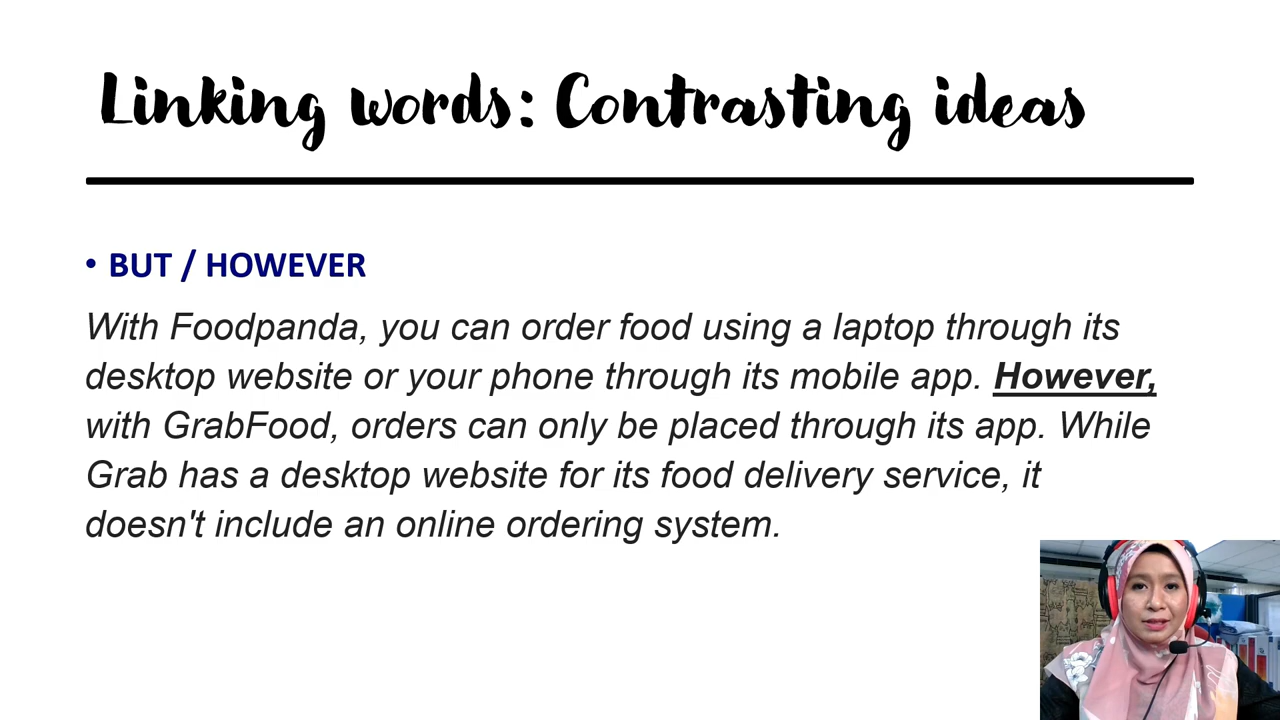 Linking words: Contrasting ideas
• BUT / HOWEVER
With Foodpanda, you can order food using a laptop through its
desktop website or your phone through its mobile app. However,
with GrabFood, orders can only be placed through its app. While
Grab has a desktop website for its food delivery service, it
doesn't include an online ordering system.